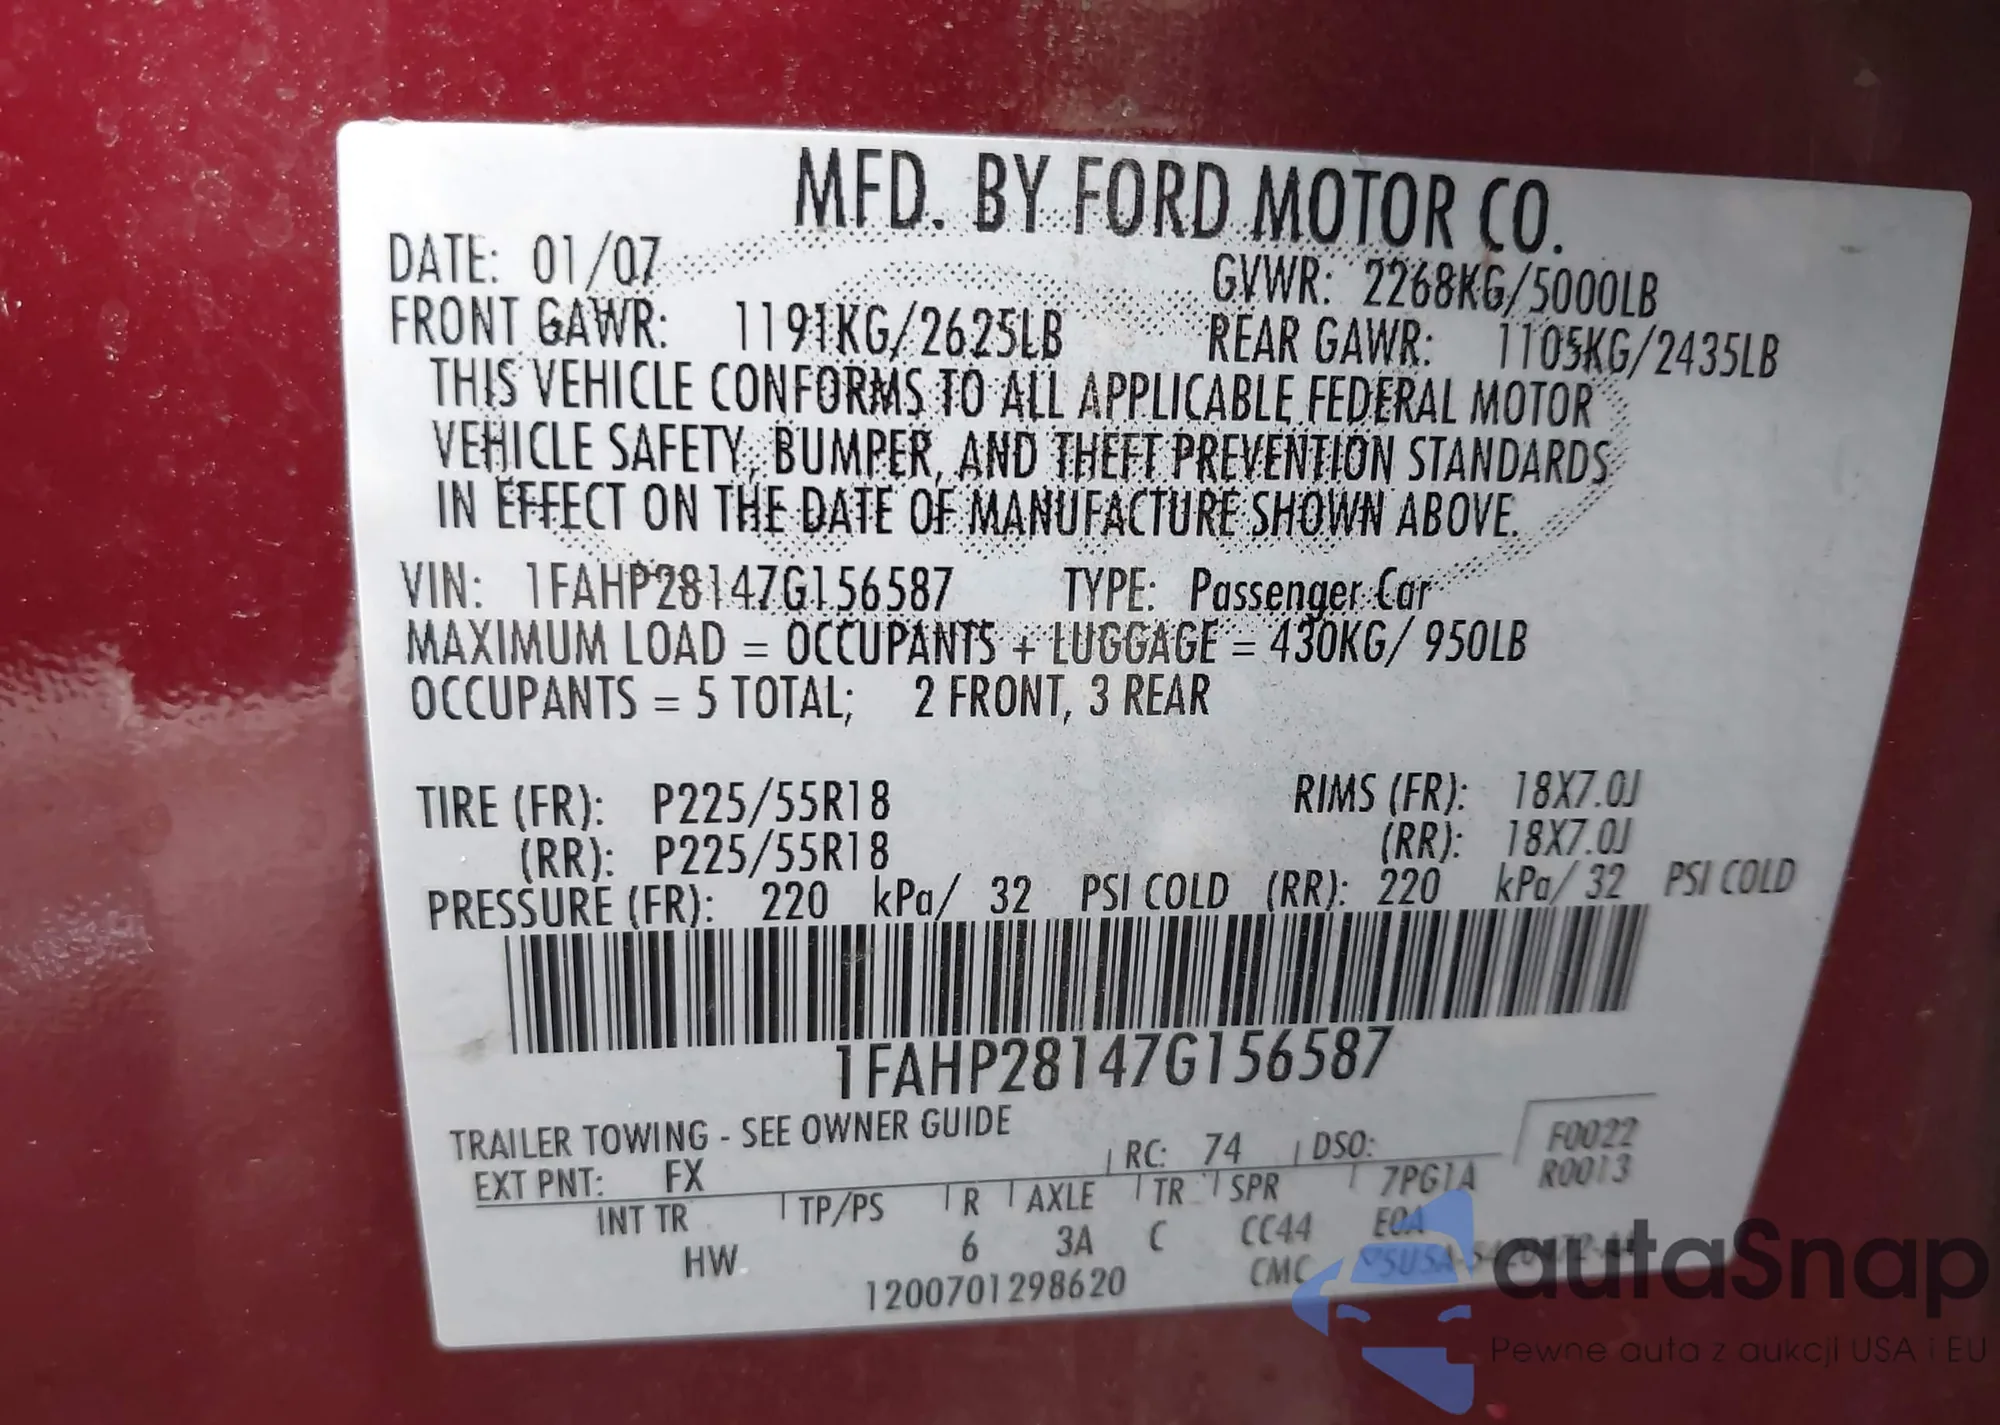 MFD. BY FORD MOTOR CO.
DATE: 01/07 GVWR: 2268KG/5000LB
FRONT GAWR: 1191KG/2625LB REAR GAWR: 1105KG/2435LB
THIS VEHICLE CONFORMS TO ALL APPLICABLE FEDERAL MOTOR
VEHICLE SAFETY, BUMPER, AND THEFT PREVENTION STANDARDS
IN EFFECT ON THE DATE OF MANUFACTURE SHOWN ABOVE.
VIN: 1FAHP28147G156587 TYPE: Passenger Car
MAXIMUM LOAD = OCCUPANTS + LUGGAGE = 430KG/ 950LB
OCCUPANTS = 5 TOTAL; 2 FRONT, 3 REAR
TIRE (FR): P225/55R18 RIMS (FR): 18X7.0J
(RR): P225/55R18 (RR): 18X7.0J
PRESSURE (FR): 220 kPa/ 32 PSI COLD (RR): 220 kPa/ 32 PSI COLD
1FAHP28147G156587
TRAILER TOWING - SEE OWNER GUIDE
EXT PNT: FX RC: 74 DSO: F0022
INT TR TP/PS R AXLE TR SPR 7PG1A R0013
HW 6 3A C CC44 EOA
1200701298620 CMC
autaSnap
Pewne auta z aukcji USA i EU